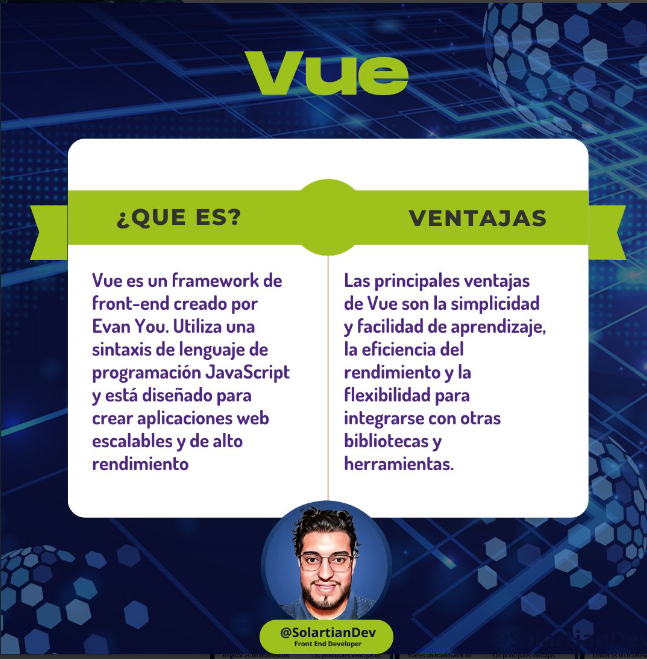 Vue
¿QUE ES?
VENTAJAS
Vue es un framework de
front-end creado por
Evan You. Utiliza una
sintaxis de lenguaje de
programación JavaScript
y está diseñado para
crear aplicaciones web
escalables y de alto
rendimiento
Las principales ventajas
de Vue son la simplicidad
y facilidad de aprendizaje,
la eficiencia del
rendimiento y la
flexibilidad para
integrarse con otras
bibliotecas y
herramientas.
@SolartianDev
Front End Developer